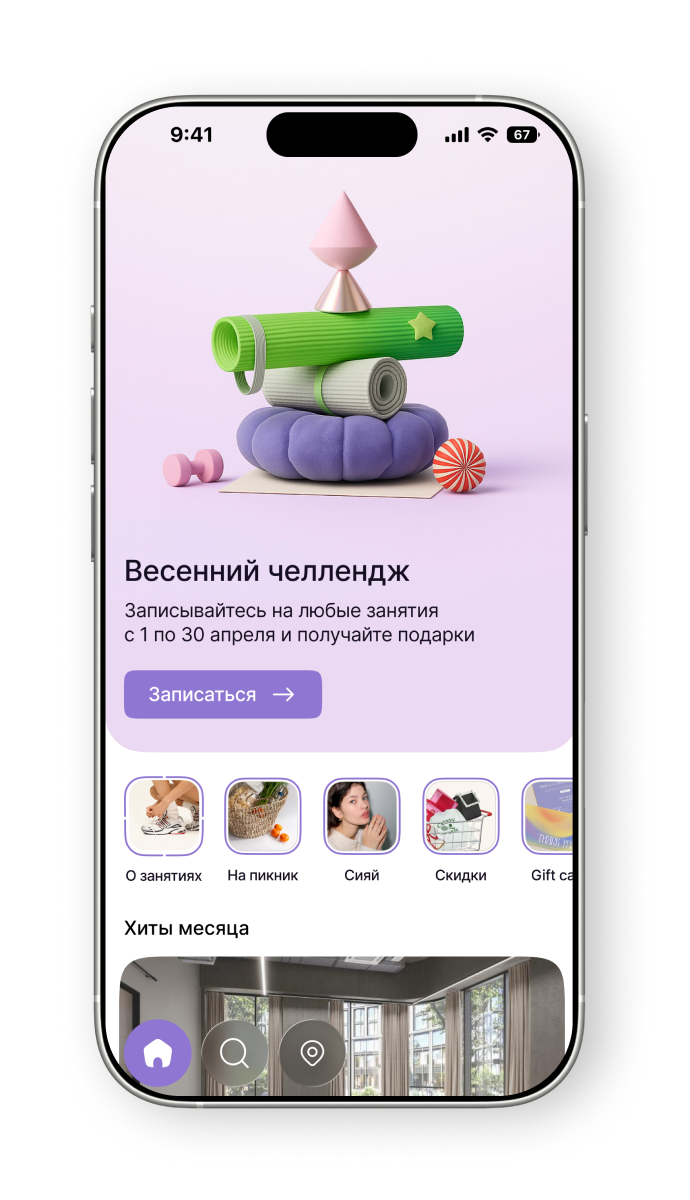 9:41
67
Весенний челлендж
Записывайтесь на любые занятия
с 1 по 30 апреля и получайте подарки
Записаться
О занятиях
На пикник
Сияй
Скидки
Gift ca
Хиты месяца